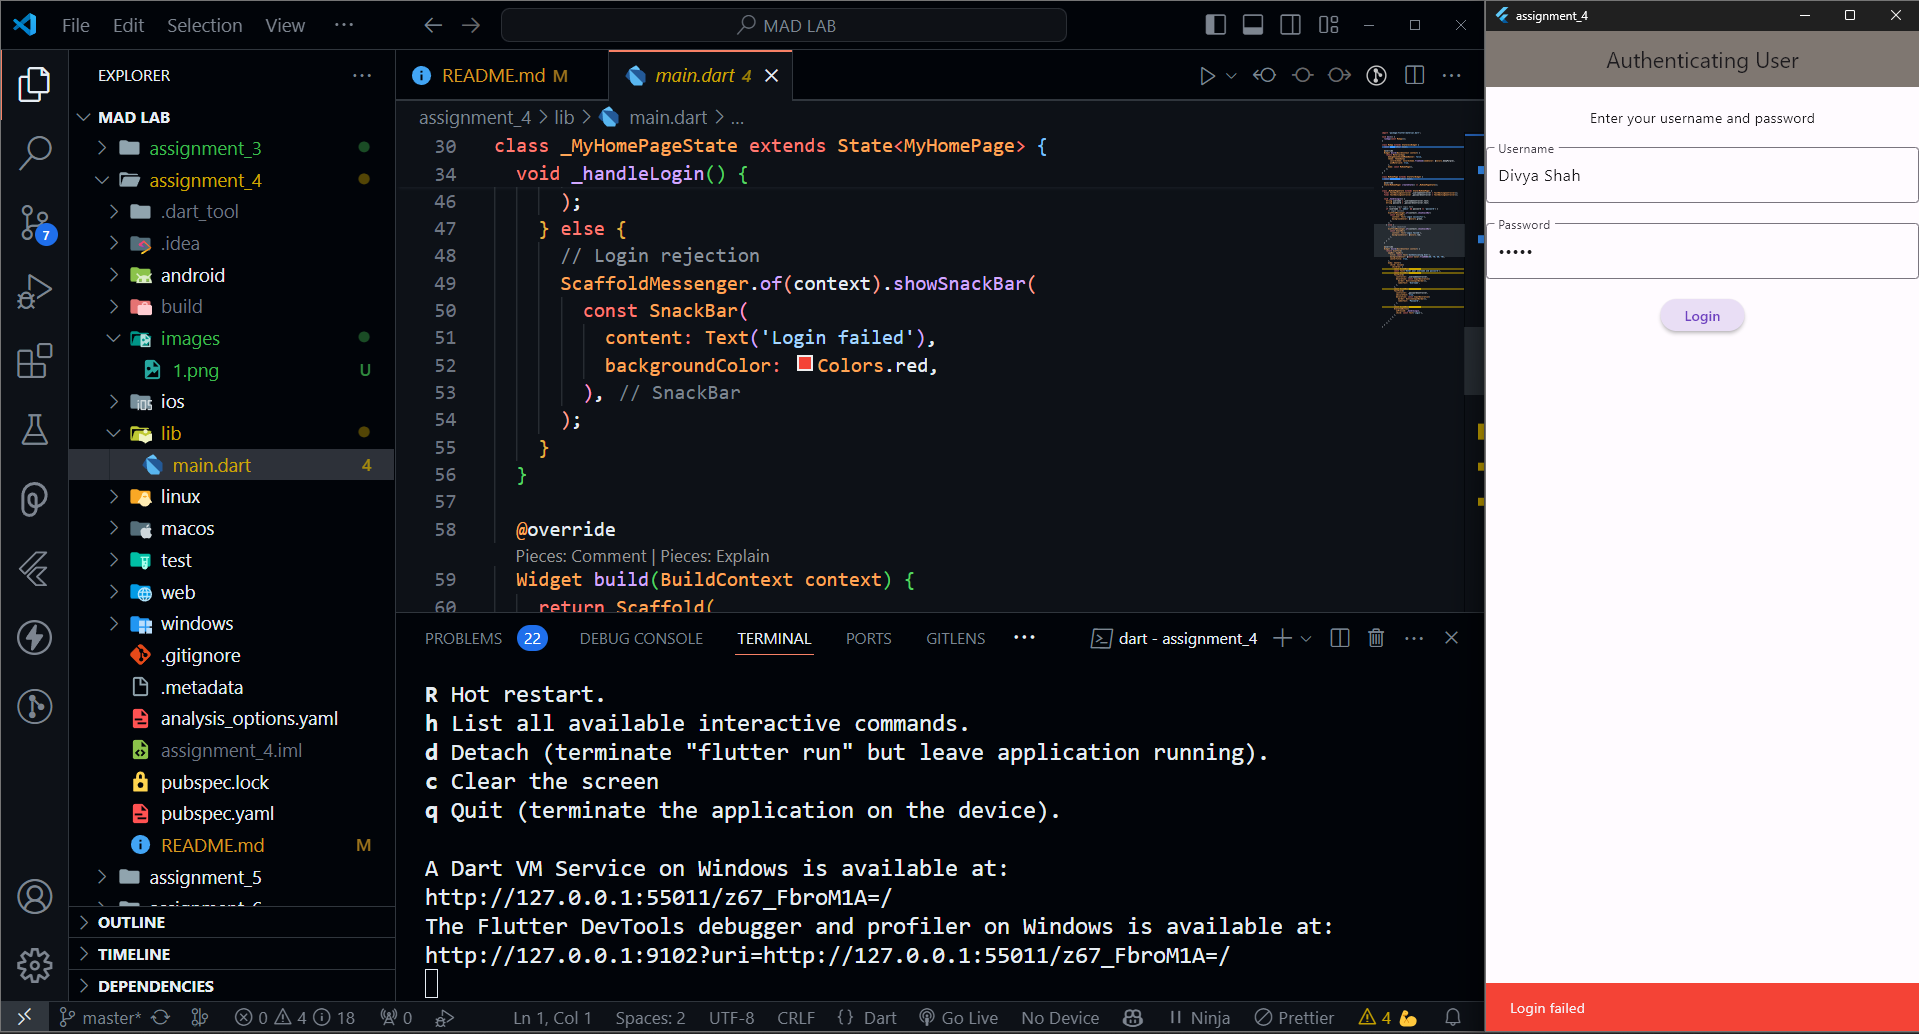 File Edit Selection View ···
MAD LAB
EXPLORER
MAD LAB
assignment_3
assignment_4
.dart_tool
.idea
android
build
images
1.png U
ios
lib
main.dart 4
linux
macos
test
web
windows
.gitignore
.metadata
analysis_options.yaml
assignment_4.iml
pubspec.lock
pubspec.yaml
README.md M
assignment_5
OUTLINE
TIMELINE
DEPENDENCIES
7
README.md M
main.dart 4
assignment_4 > lib > main.dart > ...
30 class _MyHomePageState extends State<MyHomePage> {
34 void _handleLogin() {
46 );
47 } else {
48 // Login rejection
49 ScaffoldMessenger.of(context).showSnackBar(
50 const SnackBar(
51 content: Text('Login failed'),
52 backgroundColor: Colors.red,
53 ), // SnackBar
54 );
55 }
56 }
57
58 @override
Pieces: Comment | Pieces: Explain
59 Widget build(BuildContext context) {
60 return Scaffold(
PROBLEMS 22 DEBUG CONSOLE TERMINAL PORTS GITLENS ··· dart - assignment_4
R Hot restart.
h List all available interactive commands.
d Detach (terminate "flutter run" but leave application running).
c Clear the screen
q Quit (terminate the application on the device).
A Dart VM Service on Windows is available at:
http://127.0.0.1:55011/z67_FbroM1A=/
The Flutter DevTools debugger and profiler on Windows is available at:
http://127.0.0.1:9102?uri=http://127.0.0.1:55011/z67_FbroM1A=/
master* 0 4 18 0 Ln 1, Col 1 Spaces: 2 UTF-8 CRLF {} Dart Go Live No Device Ninja Prettier 4
assignment_4
Authenticating User
Enter your username and password
Username
Divya Shah
Password
•••••
Login
Login failed